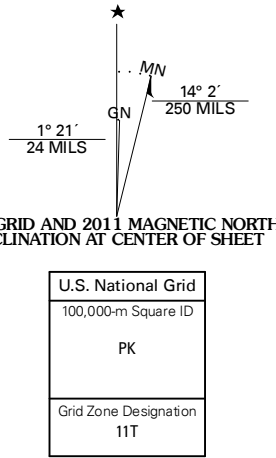 ★
MN
GN
14° 2´
250 MILS
1° 21´
24 MILS
GRID AND 2011 MAGNETIC NORTH
CLINATION AT CENTER OF SHEET
U.S. National Grid
100,000-m Square ID
PK
Grid Zone Designation
11T